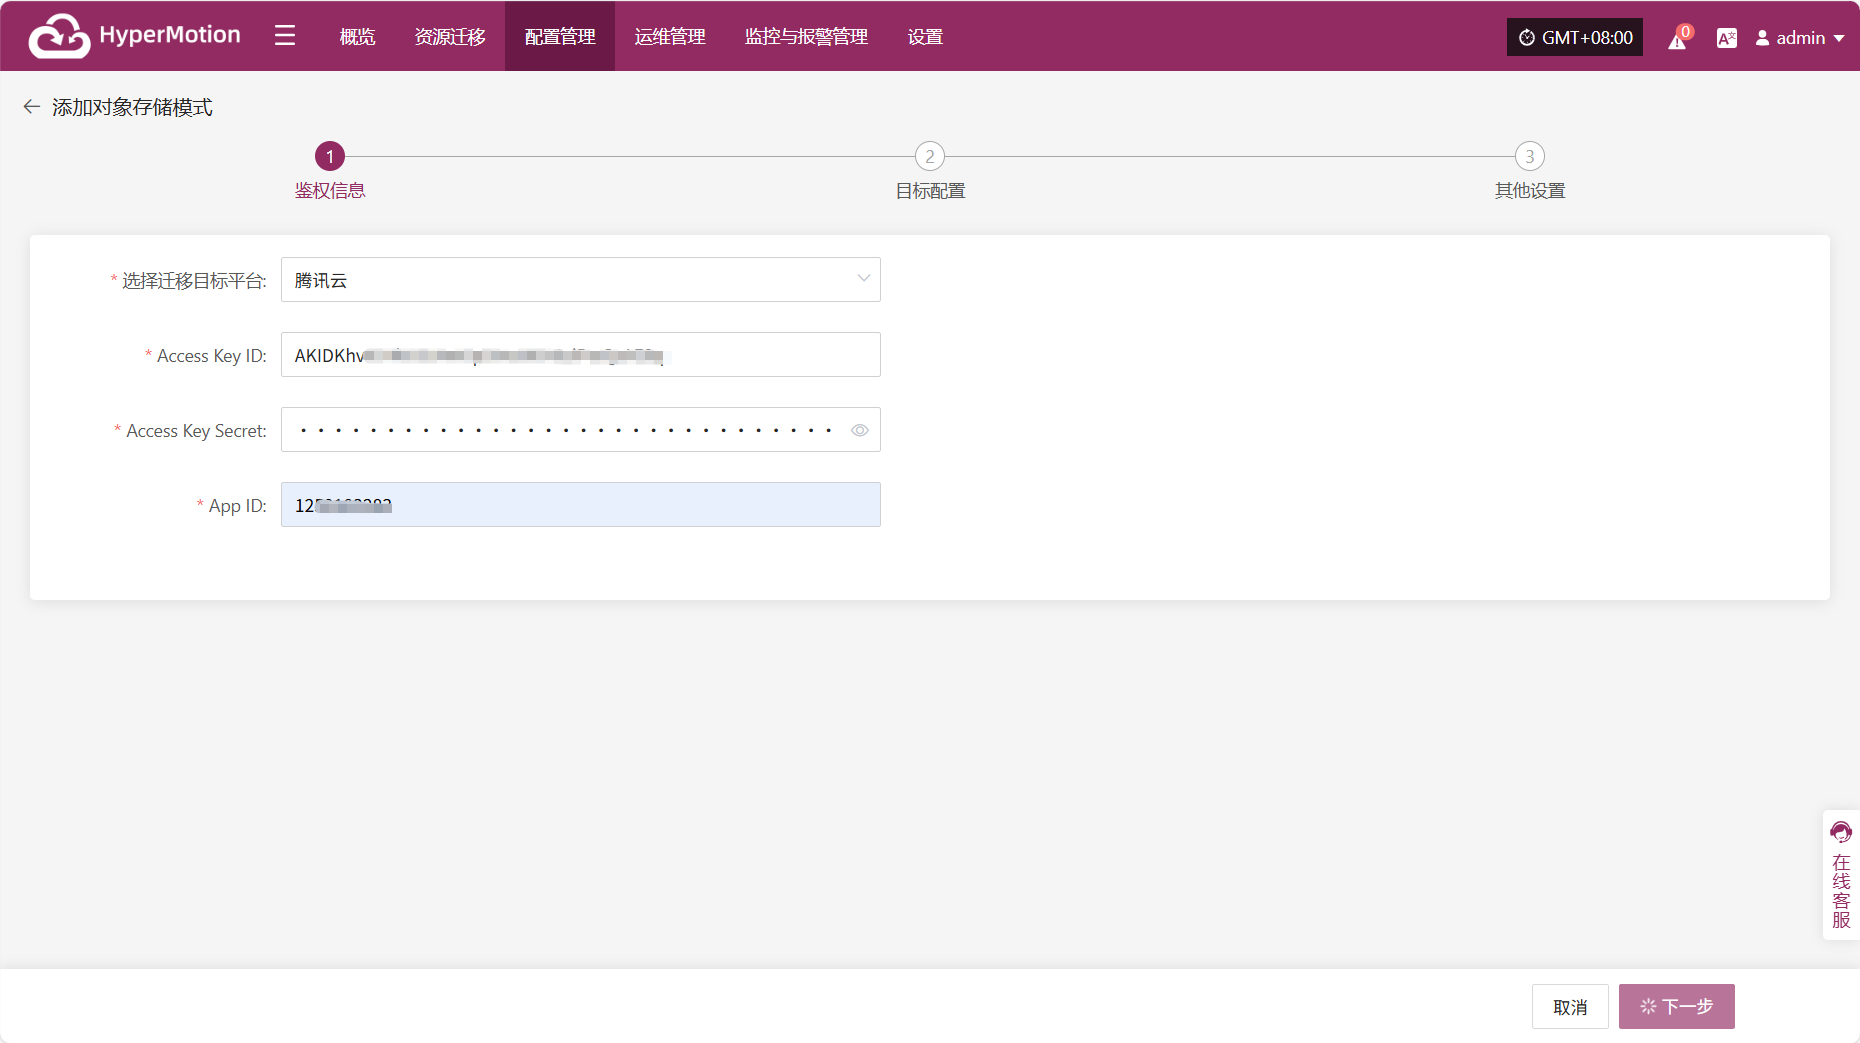 HyperMotion
概览 资源迁移 配置管理 运维管理 监控与报警管理 设置
GMT+08:00
0
admin
添加对象存储模式
1 2 3
鉴权信息 目标配置 其他设置
* 选择迁移目标平台: 腾讯云
* Access Key ID: AKIDKhv
* Access Key Secret:
* App ID: 12
在线客服
取消 下一步